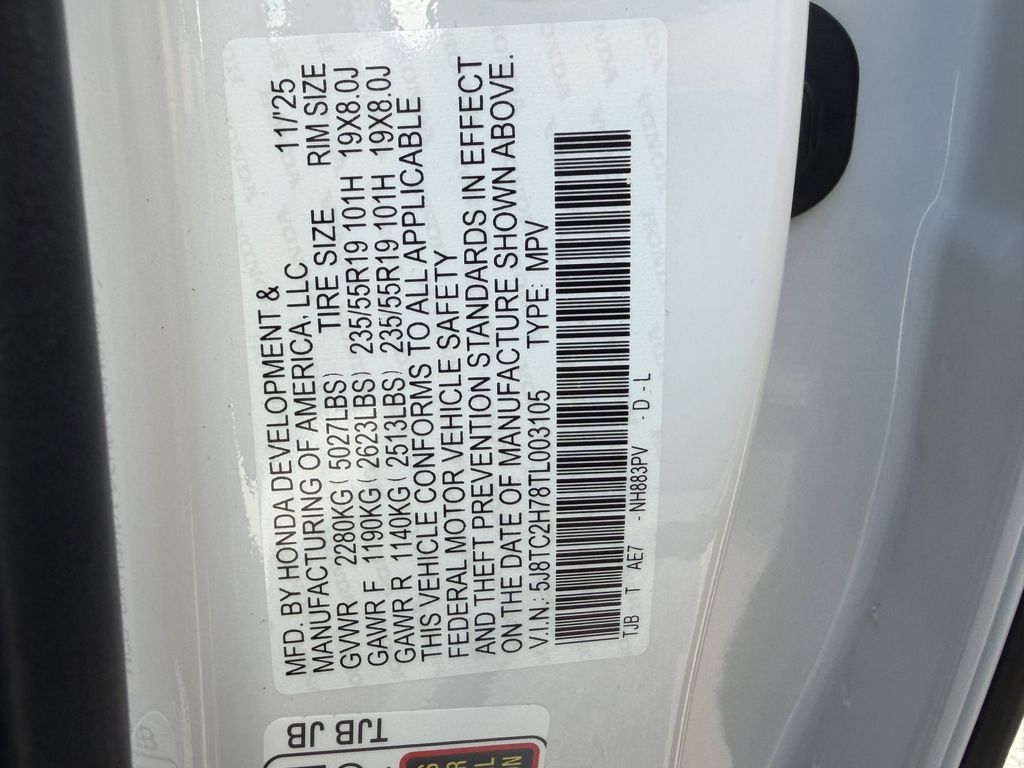 MFD. BY HONDA DEVELOPMENT & 11/'25
MANUFACTURING OF AMERICA, LLC TIRE SIZE RIM SIZE
GVWR 2280KG ( 5027LBS)
GAWR F 1190KG ( 2623LBS) 235/55R19 101H 19X8.0J
GAWR R 1140KG ( 2513LBS) 235/55R19 101H 19X8.0J
THIS VEHICLE CONFORMS TO ALL APPLICABLE
FEDERAL MOTOR VEHICLE SAFETY
AND THEFT PREVENTION STANDARDS IN EFFECT
ON THE DATE OF MANUFACTURE SHOWN ABOVE.
V.I.N.: 5J8TC2H78TL003105 TYPE: MPV
TJB T AE7 - NH883PV - D - L
TJB JB